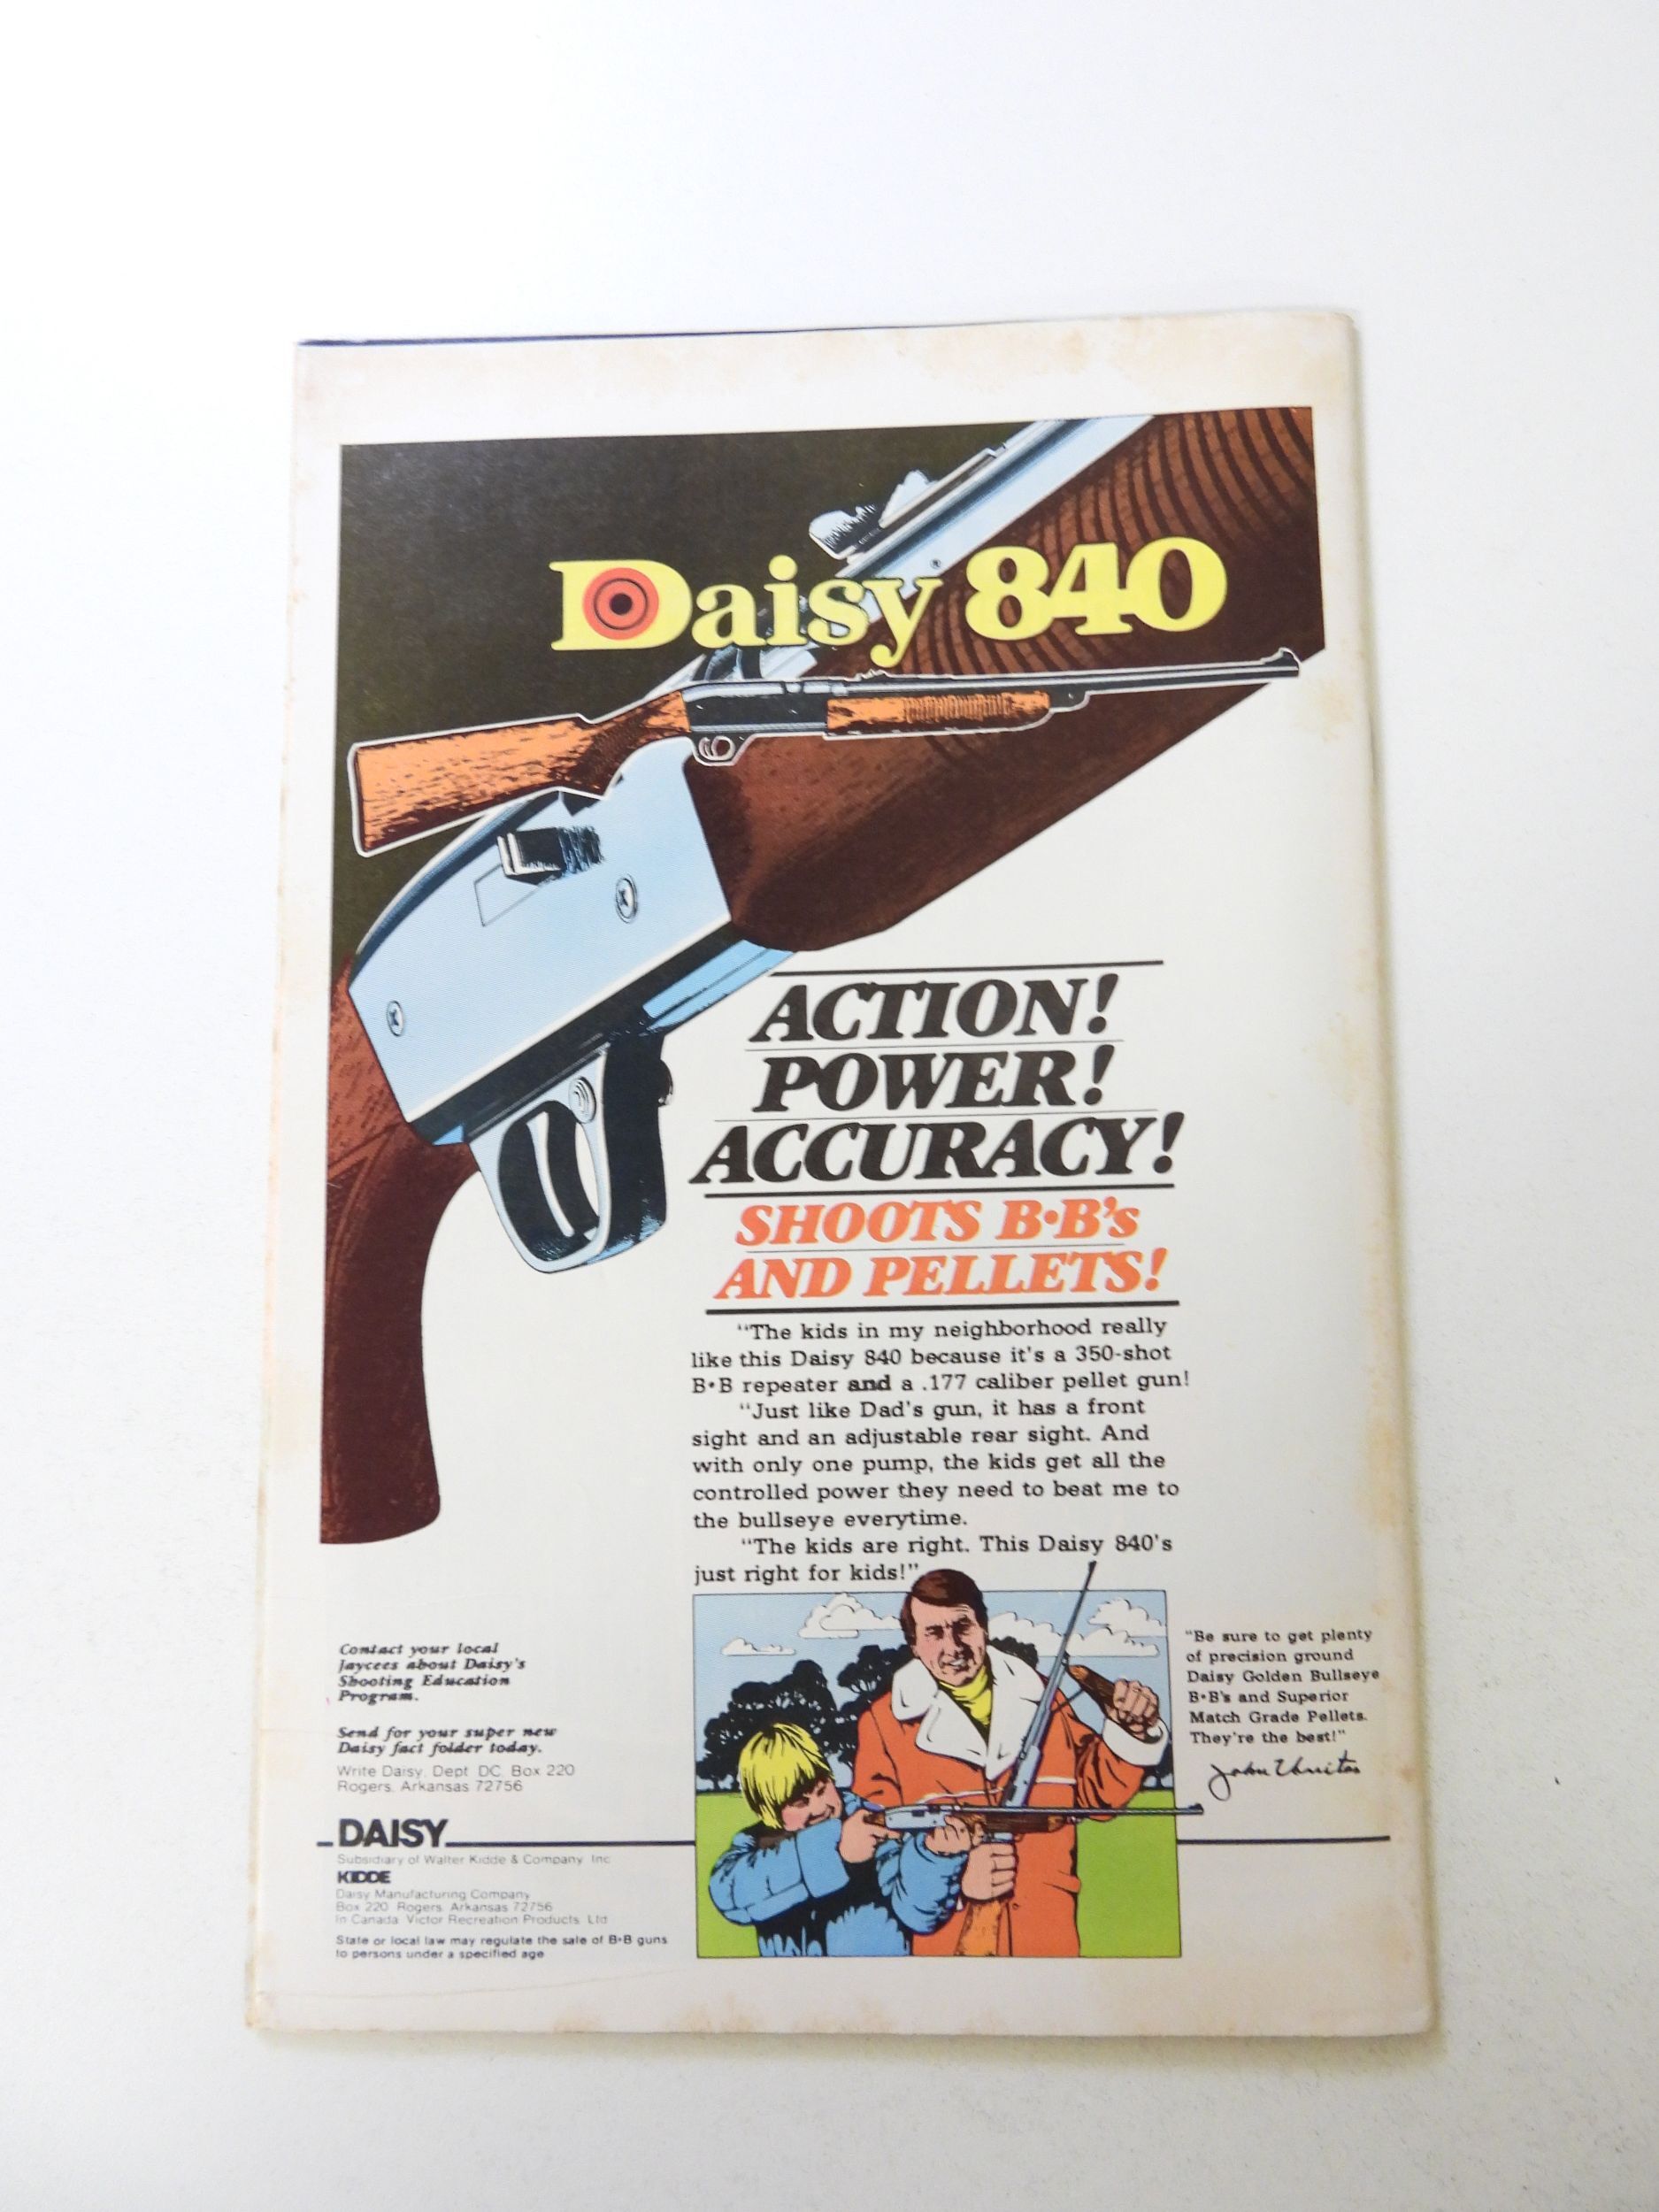 Daisy 840
ACTION!
POWER!
ACCURACY!
SHOOTS B•B's
AND PELLETS!
"The kids in my neighborhood really
like this Daisy 840 because it's a 350-shot
B•B repeater and a .177 caliber pellet gun!
"Just like Dad's gun, it has a front
sight and an adjustable rear sight. And
with only one pump, the kids get all the
controlled power they need to beat me to
the bullseye everytime.
"The kids are right. This Daisy 840's
just right for kids!"
"Be sure to get plenty
of precision ground
Daisy Golden Bullseye
B•B's and Superior
Match Grade Pellets.
They're the best!"
John Unitas
Contact your local
Jaycees about Daisy's
Shooting Education
Program.
Send for your super new
Daisy fact folder today.
Write Daisy, Dept. DC, Box 220
Rogers, Arkansas 72756
DAISY
Subsidiary of Walter Kidde & Company, Inc.
KIDDE
Daisy Manufacturing Company
Box 220 Rogers, Arkansas 72756
In Canada: Victor Recreation Products, Ltd.
State or local law may regulate the sale of B•B guns
to persons under a specified age